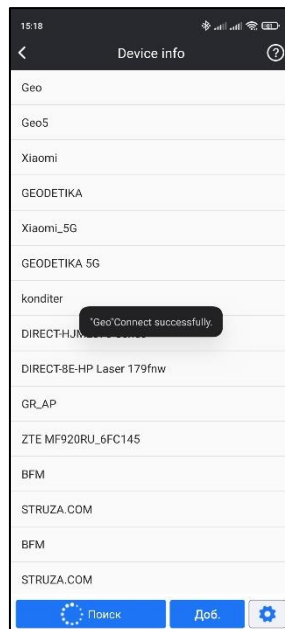 15:18
Device info
Geo
Geo5
Xiaomi
GEODETIKA
Xiaomi_5G
GEODETIKA 5G
konditer
"Geo"Connect successfully.
DIRECT-8E-HP Laser 179fnw
GR_AP
ZTE MF920RU_6FC145
BFM
STRUZA.COM
BFM
STRUZA.COM
Поиск
Доб.